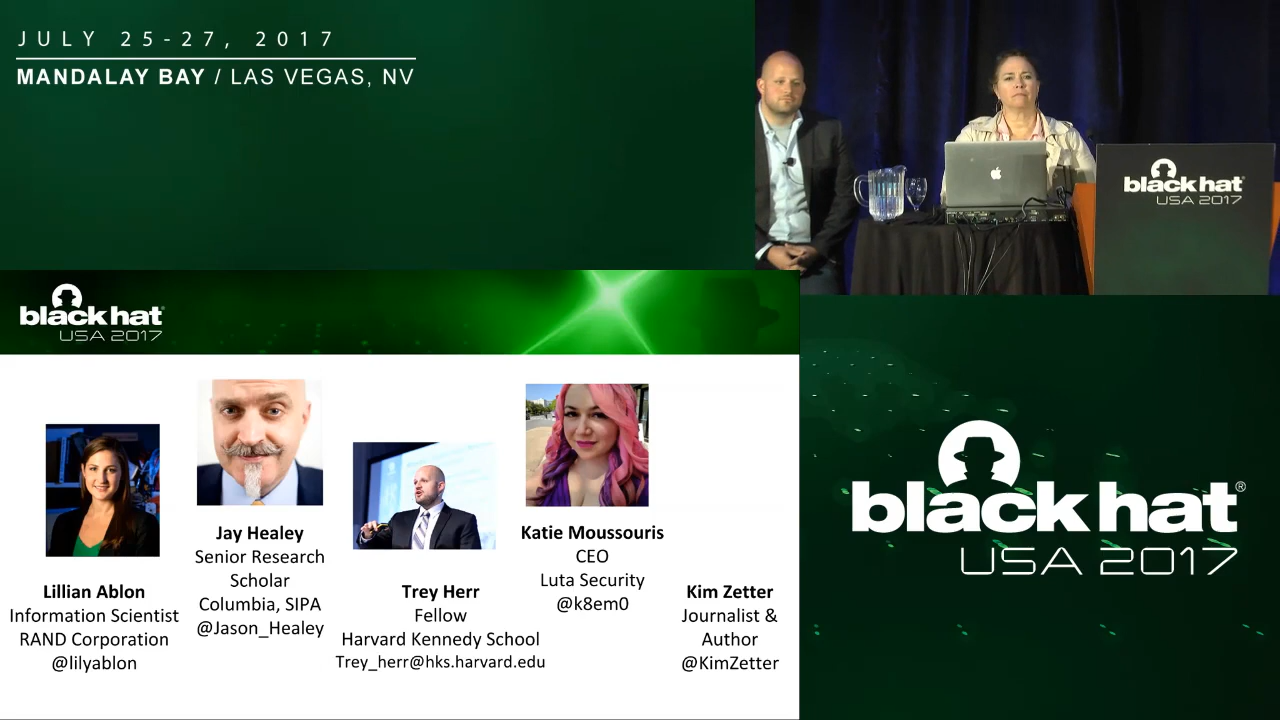 JULY 25-27, 2017
MANDALAY BAY / LAS VEGAS, NV
black hat
USA 2017
black hat
USA 2017
Lillian Ablon
Information Scientist
RAND Corporation
@lilyablon
Jay Healey
Senior Research
Scholar
Columbia, SIPA
@Jason_Healey
Trey Herr
Fellow
Harvard Kennedy School
Trey_herr@hks.harvard.edu
Katie Moussouris
CEO
Luta Security
@k8em0
Kim Zetter
Journalist &
Author
@KimZetter
black hat®
USA 2017